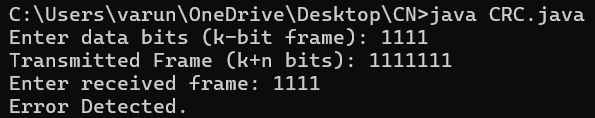 C:\Users\varun\OneDrive\Desktop\CN>java CRC.java
Enter data bits (k-bit frame): 1111
Transmitted Frame (k+n bits): 1111111
Enter received frame: 1111
Error Detected.